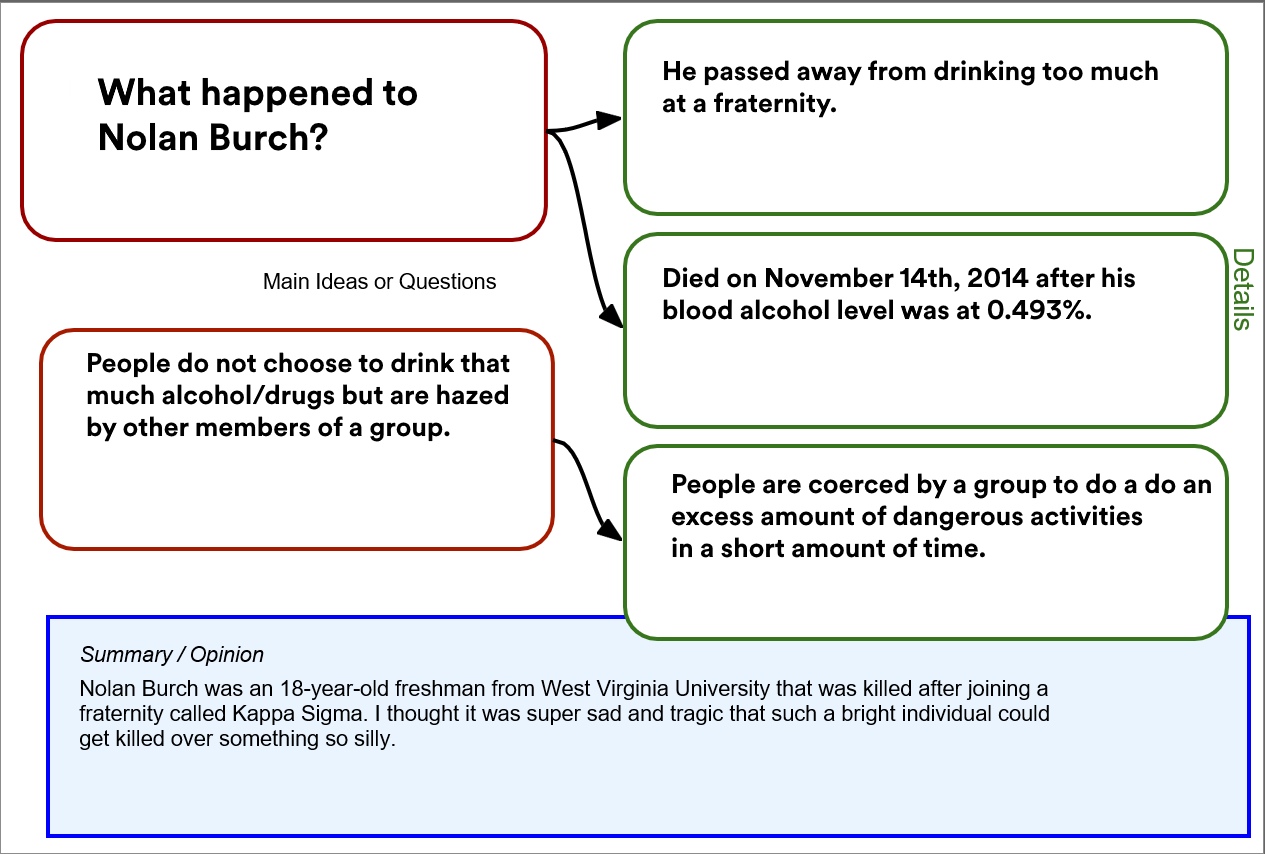 What happened to
Nolan Burch?
He passed away from drinking too much
at a fraternity.
Died on November 14th, 2014 after his
blood alcohol level was at 0.493%.
Details
Main Ideas or Questions
People do not choose to drink that
much alcohol/drugs but are hazed
by other members of a group.
People are coerced by a group to do a do an
excess amount of dangerous activities
in a short amount of time.
Summary / Opinion
Nolan Burch was an 18-year-old freshman from West Virginia University that was killed after joining a
fraternity called Kappa Sigma. I thought it was super sad and tragic that such a bright individual could
get killed over something so silly.